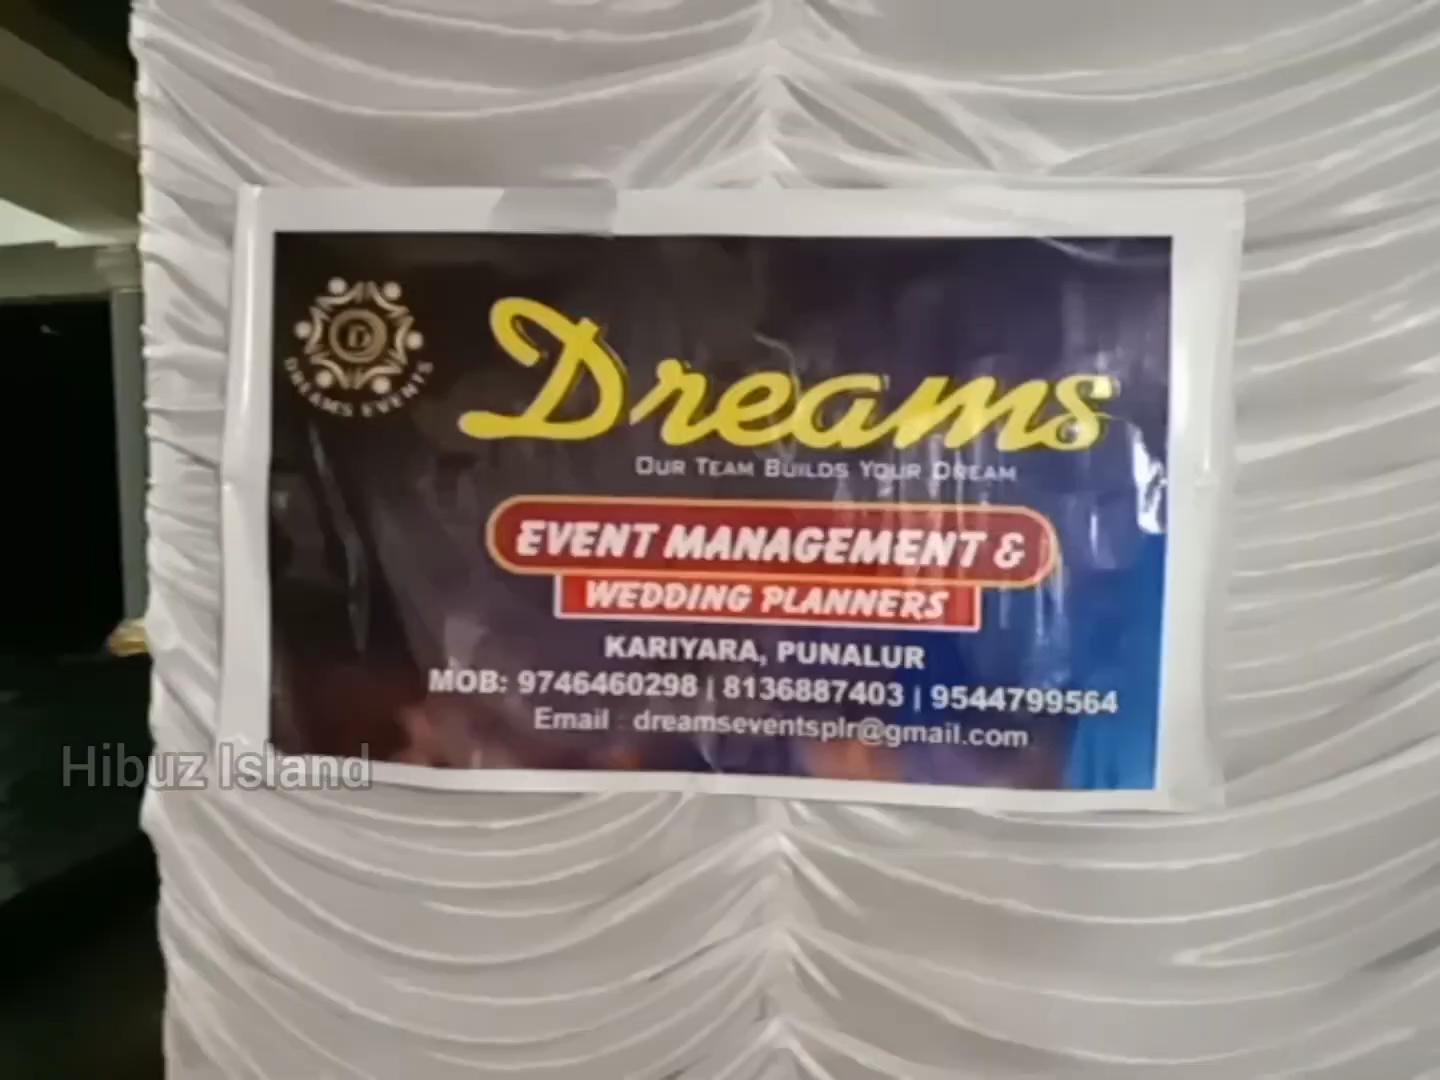 D
DREAMS EVENTS
Dreams
OUR TEAM BUILDS YOUR DREAM
EVENT MANAGEMENT &
WEDDING PLANNERS
KARIYARA, PUNALUR
MOB: 9746460298 | 8136887403 | 9544799564
Email : dreamseventsplr@gmail.com
Hibuz Island